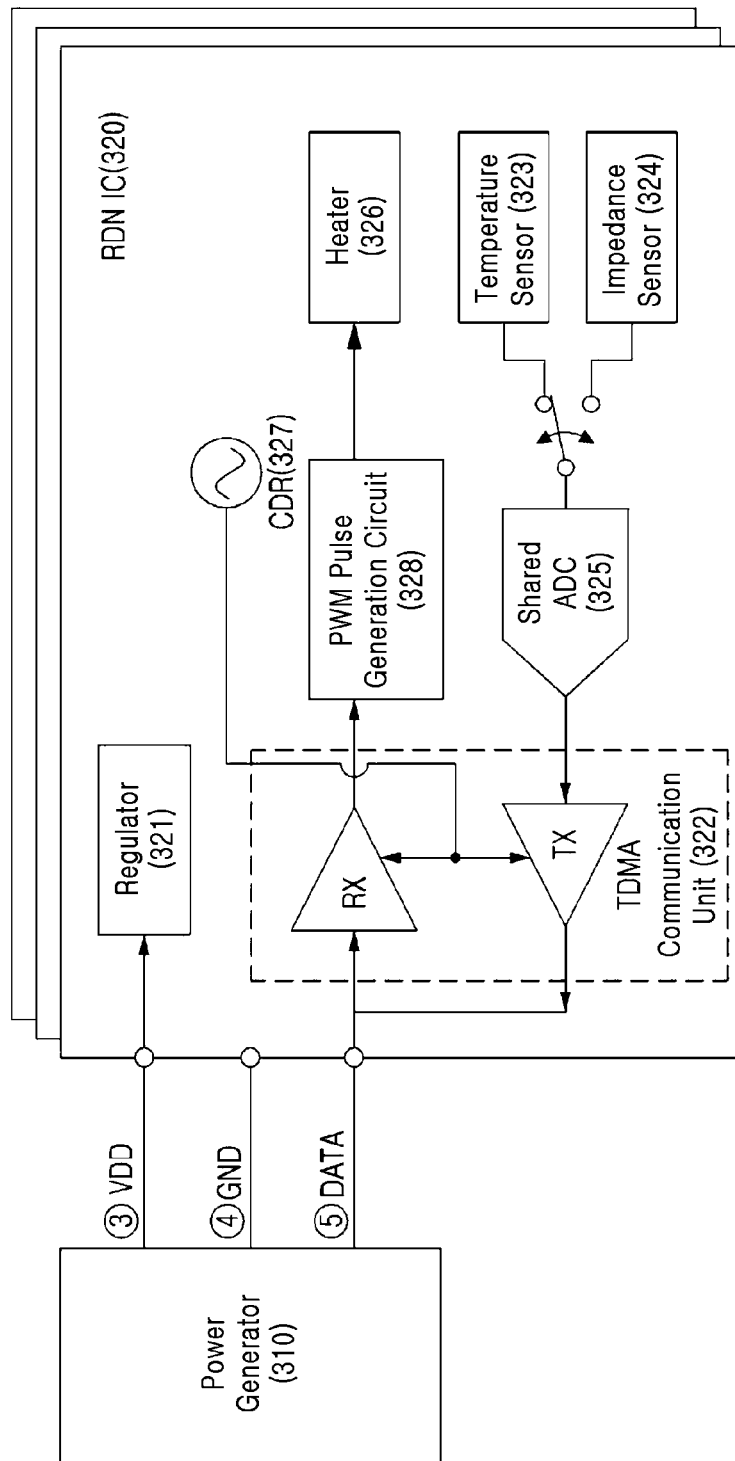 Power
Generator
(310)
③ VDD
④ GND
⑤ DATA
RDN IC(320)
Regulator
(321)
CDR(327)
RX
PWM Pulse
Generation Circuit
(328)
Heater
(326)
TX
TDMA
Communication
Unit (322)
Shared
ADC
(325)
Temperature
Sensor (323)
Impedance
Sensor (324)